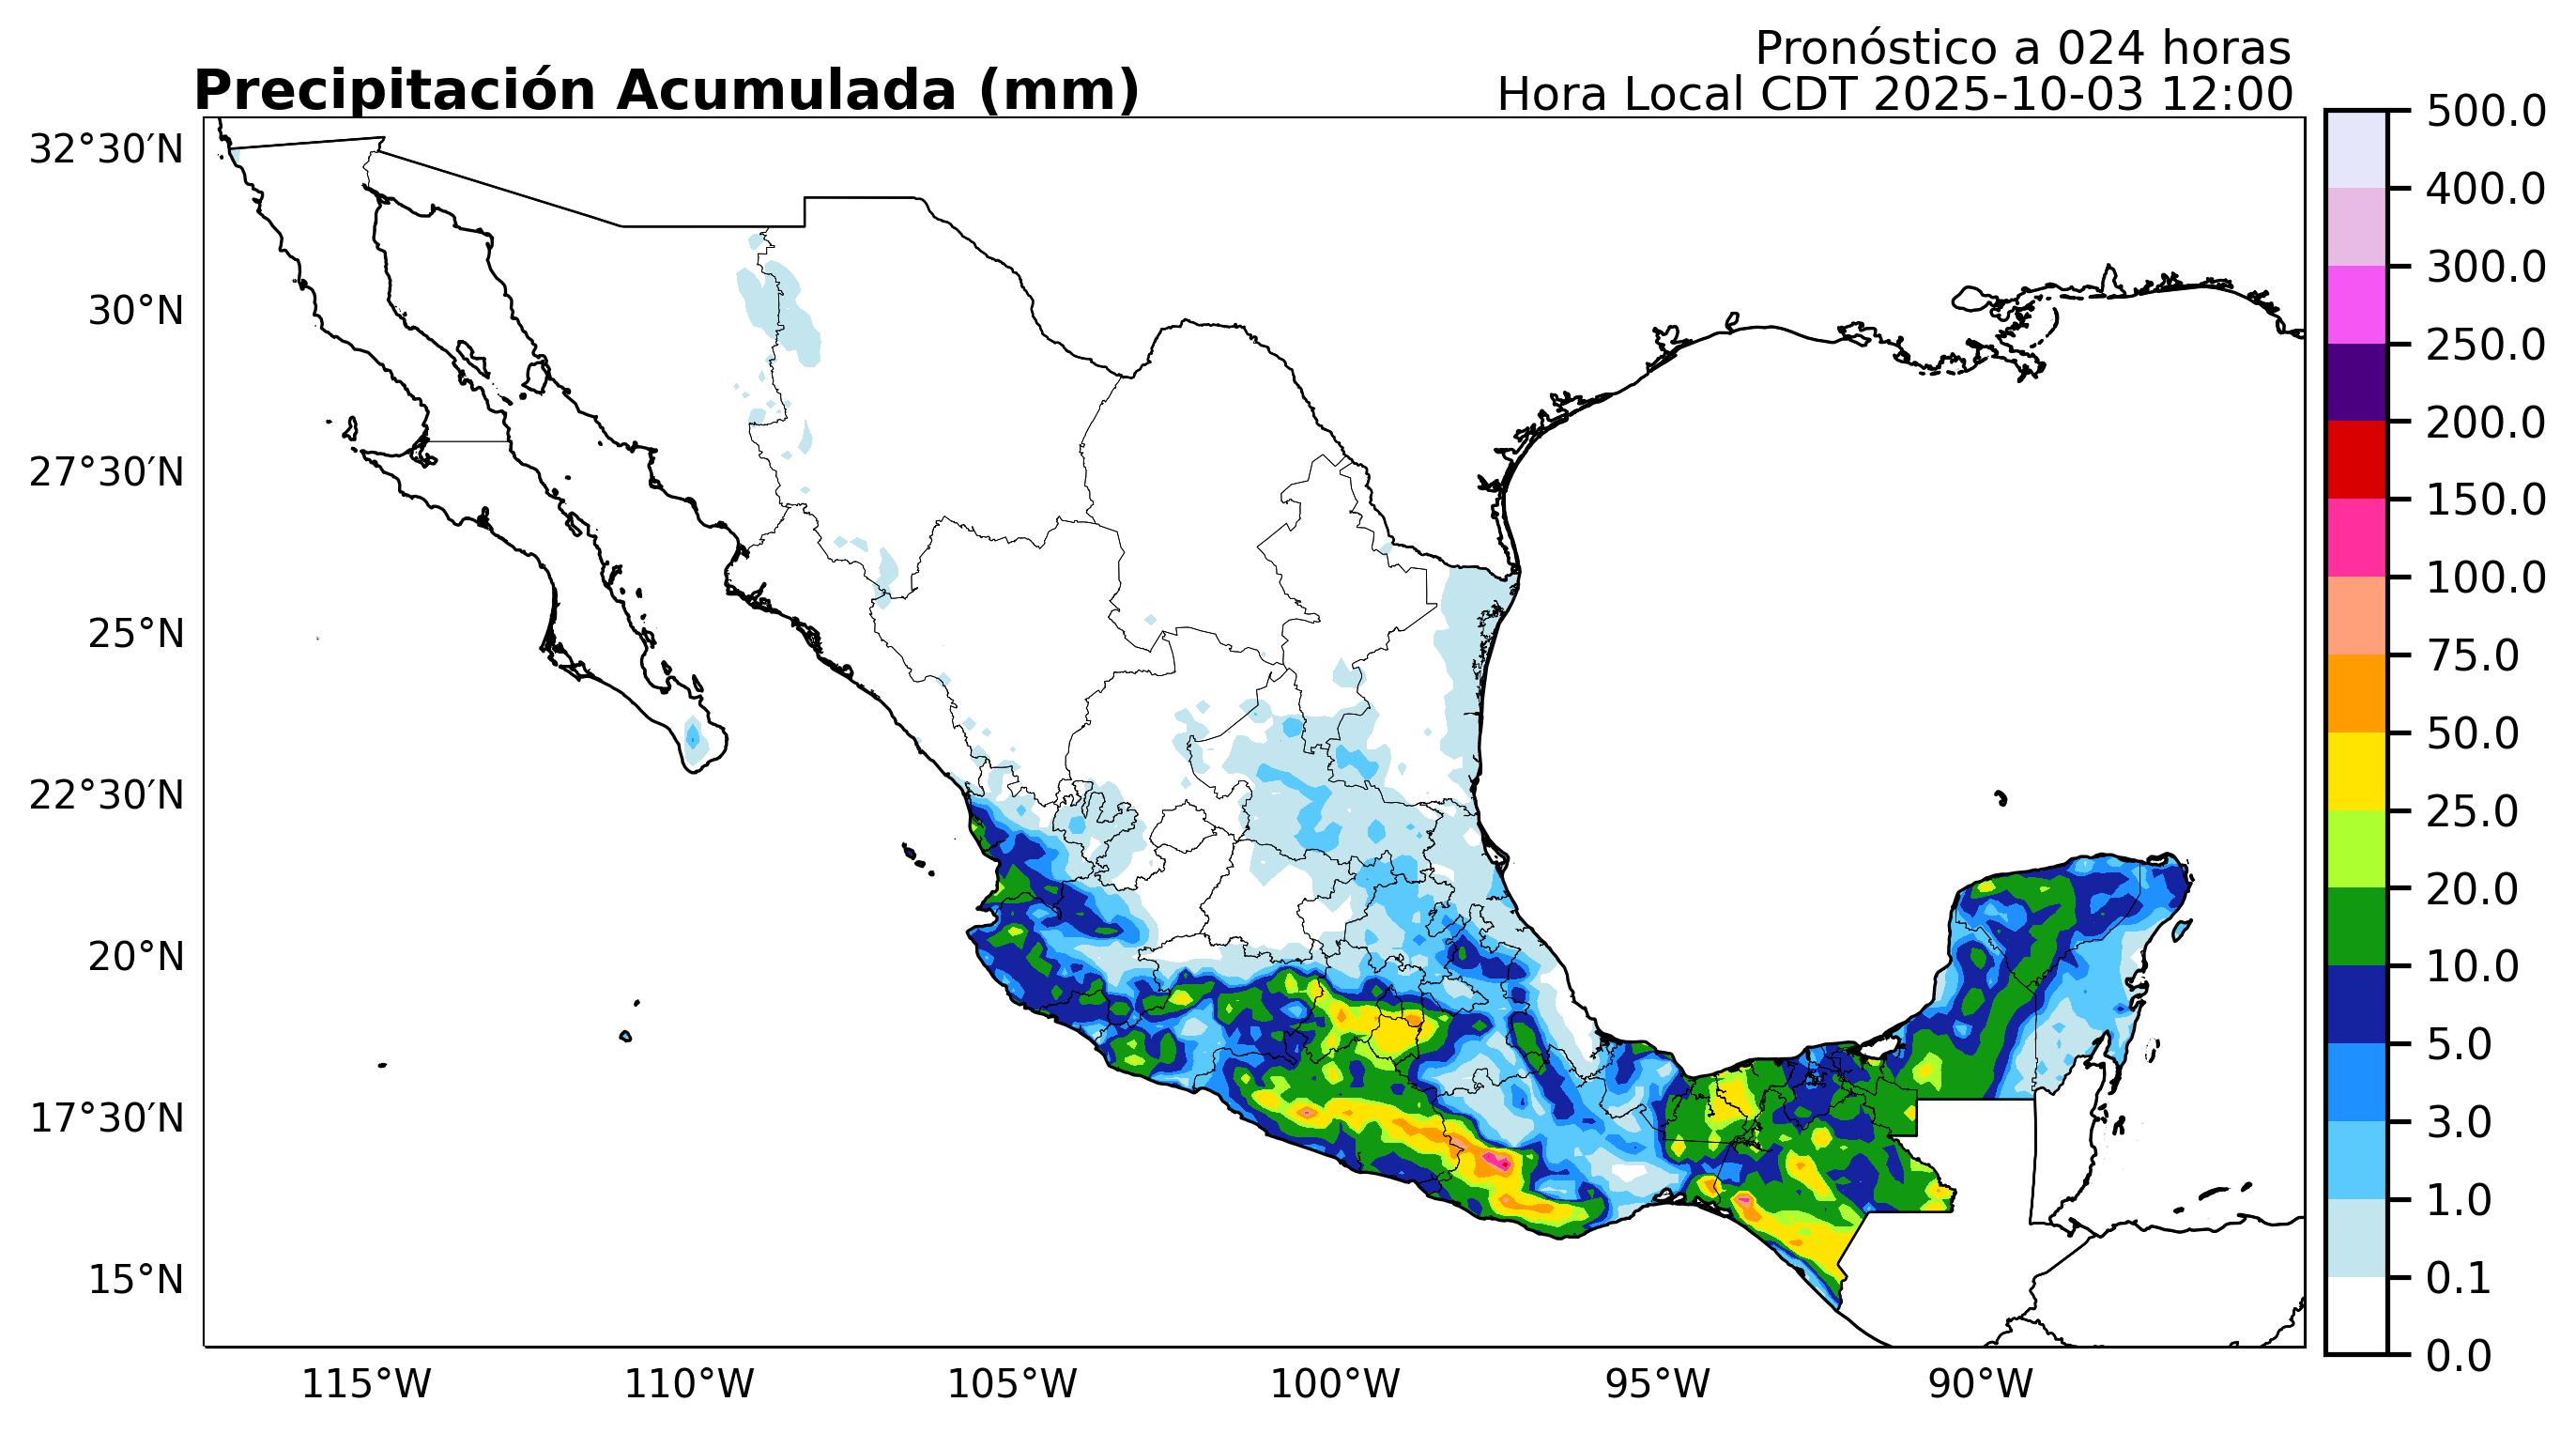 Pronóstico a 024 horas
Precipitación Acumulada (mm)
Hora Local CDT 2025-10-03 12:00
32°30′N
30°N
27°30′N
25°N
22°30′N
20°N
17°30′N
15°N
115°W
110°W
105°W
100°W
95°W
90°W
500.0
400.0
300.0
250.0
200.0
150.0
100.0
75.0
50.0
25.0
20.0
10.0
5.0
3.0
1.0
0.1
0.0